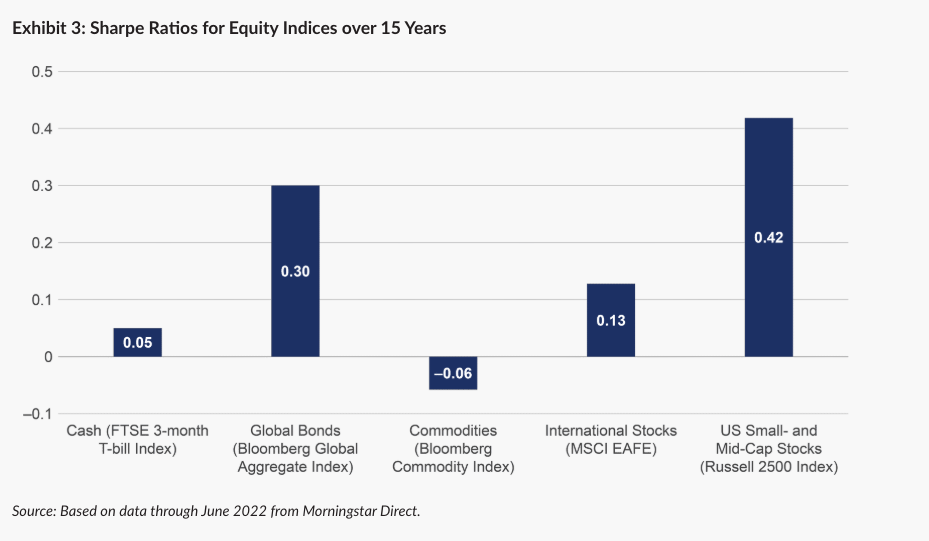 Exhibit 3: Sharpe Ratios for Equity Indices over 15 Years
0.5
0.4
0.3
0.2
0.1
0
–0.1
0.05
0.30
–0.06
0.13
0.42
Cash (FTSE 3-month
T-bill Index)
Global Bonds
(Bloomberg Global
Aggregate Index)
Commodities
(Bloomberg
Commodity Index)
International Stocks
(MSCI EAFE)
US Small- and
Mid-Cap Stocks
(Russell 2500 Index)
Source: Based on data through June 2022 from Morningstar Direct.